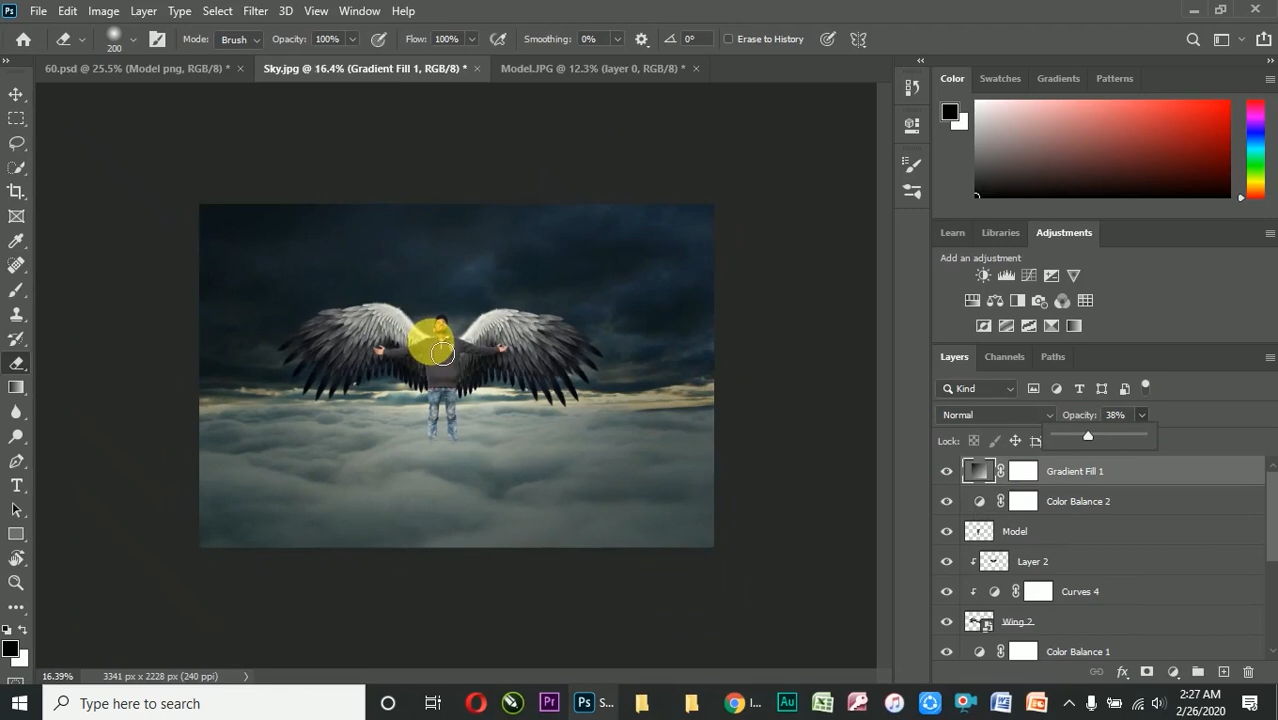 Ps File Edit Image Layer Type Select Filter 3D View Window Help
200 Mode: Brush Opacity: 100% Flow: 100% Smoothing: 0% 0° Erase to History
60.psd @ 25.5% (Model png, RGB/8) * × Sky.jpg @ 16.4% (Gradient Fill 1, RGB/8) * × Model.JPG @ 12.3% (layer 0, RGB/8) * ×
Color Swatches Gradients Patterns
Learn Libraries Adjustments
Add an adjustment
Layers Channels Paths
Kind
Normal Opacity: 38%
Lock:
Gradient Fill 1
Color Balance 2
Model
Layer 2
Curves 4
Wing 2
Color Balance 1
16.39% 3341 px x 2228 px (240 ppi)
Type here to search
Pr Ps S... I... Au
2:27 AM
2/26/2020